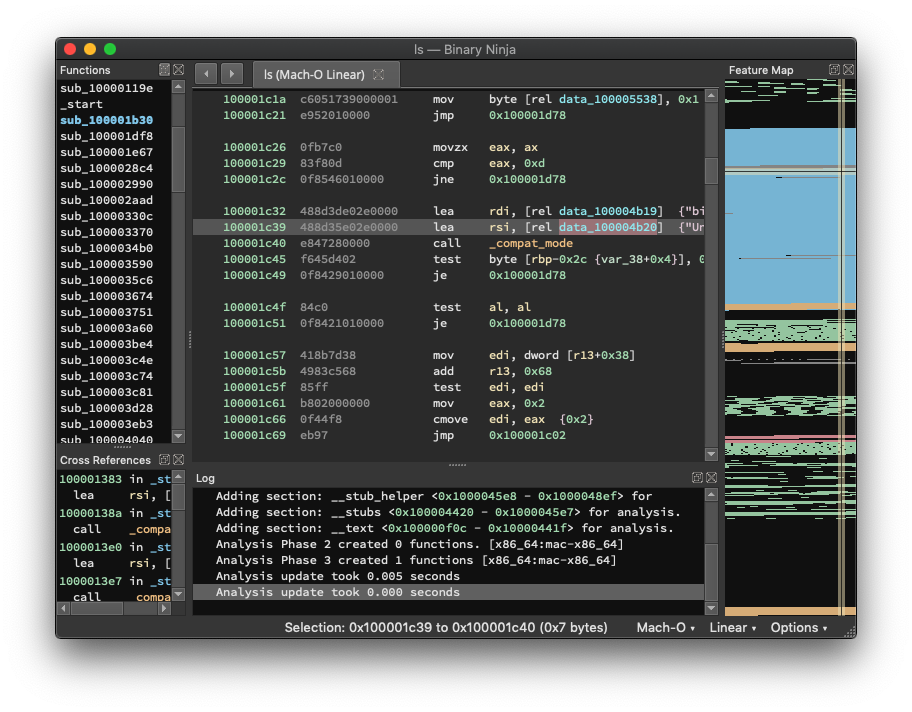 ls — Binary Ninja
Functions
sub_10000119e
_start
sub_100001b30
sub_100001df8
sub_100001e67
sub_1000028c4
sub_100002990
sub_100002aad
sub_10000330c
sub_100003370
sub_1000034b0
sub_100003590
sub_1000035c6
sub_100003674
sub_100003751
sub_100003a60
sub_100003be4
sub_100003c4e
sub_100003c74
sub_100003c81
sub_100003d28
sub_100003eb3
sub_100004040
Cross References
100001383 in _st
lea rsi, [
10000138a in _st
call _compa
1000013e0 in _st
lea rsi, [
1000013e7 in _st
call _compa
ls (Mach-O Linear)
100001c1a c6051739000001 mov byte [rel data_100005538], 0x1
100001c21 e952010000 jmp 0x100001d78
100001c26 0fb7c0 movzx eax, ax
100001c29 83f80d cmp eax, 0xd
100001c2c 0f8546010000 jne 0x100001d78
100001c32 488d3de02e0000 lea rdi, [rel data_100004b19] {"bi
100001c39 488d35e02e0000 lea rsi, [rel data_100004b20] {"Un
100001c40 e847280000 call _compat_mode
100001c45 f645d402 test byte [rbp-0x2c {var_38+0x4}], 0
100001c49 0f8429010000 je 0x100001d78
100001c4f 84c0 test al, al
100001c51 0f8421010000 je 0x100001d78
100001c57 418b7d38 mov edi, dword [r13+0x38]
100001c5b 4983c568 add r13, 0x68
100001c5f 85ff test edi, edi
100001c61 b802000000 mov eax, 0x2
100001c66 0f44f8 cmove edi, eax {0x2}
100001c69 eb97 jmp 0x100001c02
Log
Adding section: __stub_helper <0x1000045e8 - 0x1000048ef> for
Adding section: __stubs <0x100004420 - 0x1000045e7> for analysis.
Adding section: __text <0x100000f0c - 0x10000441f> for analysis.
Analysis Phase 2 created 0 functions. [x86_64:mac-x86_64]
Analysis Phase 3 created 1 functions [x86_64:mac-x86_64]
Analysis update took 0.005 seconds
Analysis update took 0.000 seconds
Feature Map
Selection: 0x100001c39 to 0x100001c40 (0x7 bytes) Mach-O Linear Options